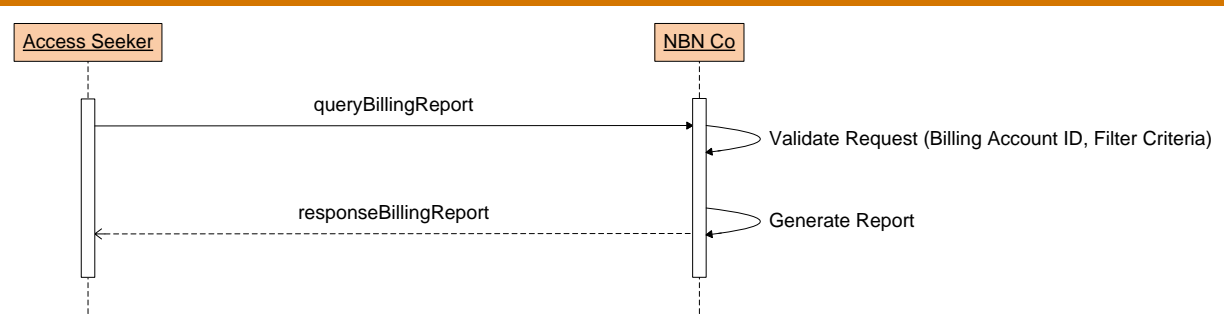 Access Seeker
NBN Co
queryBillingReport
Validate Request (Billing Account ID, Filter Criteria)
responseBillingReport
Generate Report